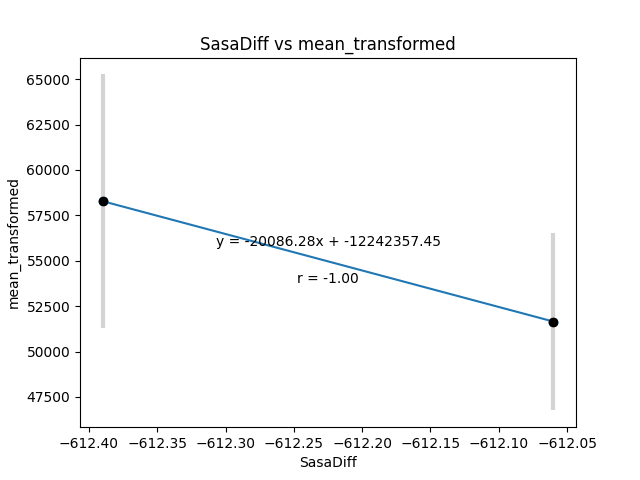 SasaDiff vs mean_transformed
65000
62500
60000
57500
55000
52500
50000
47500
mean_transformed
y = -20086.28x + -12242357.45
r = -1.00
−612.40 −612.35 −612.30 −612.25 −612.20 −612.15 −612.10 −612.05
SasaDiff